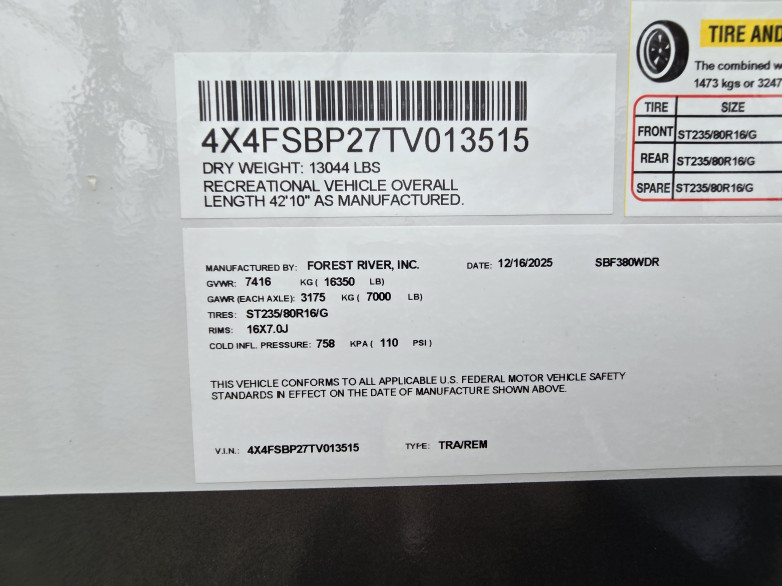 4X4FSBP27TV013515
DRY WEIGHT: 13044 LBS
RECREATIONAL VEHICLE OVERALL
LENGTH 42'10" AS MANUFACTURED.
TIRE AND
The combined w
1473 kgs or 3247
TIRE SIZE
FRONT ST235/80R16/G
REAR ST235/80R16/G
SPARE ST235/80R16/G
MANUFACTURED BY: FOREST RIVER, INC. DATE: 12/16/2025 SBF380WDR
GVWR: 7416 KG ( 16350 LB)
GAWR (EACH AXLE): 3175 KG ( 7000 LB)
TIRES: ST235/80R16/G
RIMS: 16X7.0J
COLD INFL. PRESSURE: 758 KPA ( 110 PSI)
THIS VEHICLE CONFORMS TO ALL APPLICABLE U.S. FEDERAL MOTOR VEHICLE SAFETY
STANDARDS IN EFFECT ON THE DATE OF MANUFACTURE SHOWN ABOVE.
V.I.N.: 4X4FSBP27TV013515 TYPE: TRA/REM